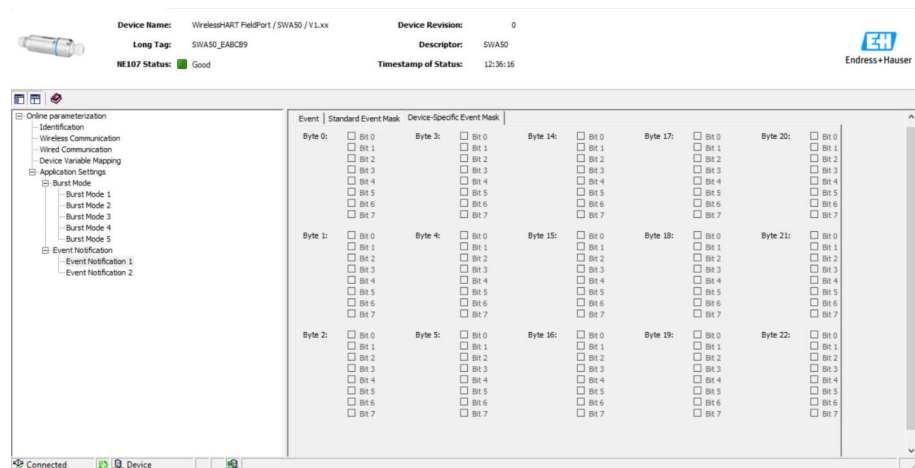 Device Name: WirelessHART FieldPort / SWA50 / V1.xx Device Revision: 0
Long Tag: SWA50_EABCB9 Descriptor: SWA50
NE107 Status: Good Timestamp of Status: 12:36:16
EH
Endress+Hauser
Online parameterization
Identification
Wireless Communication
Wired Communication
Device Variable Mapping
Application Settings
Burst Mode
Burst Mode 1
Burst Mode 2
Burst Mode 3
Burst Mode 4
Burst Mode 5
Event Notification
Event Notification 1
Event Notification 2
Event Standard Event Mask Device-Specific Event Mask
Byte 0: Bit 0 Byte 3: Bit 0 Byte 14: Bit 0 Byte 17: Bit 0 Byte 20: Bit 0
Bit 1 Bit 1 Bit 1 Bit 1 Bit 1
Bit 2 Bit 2 Bit 2 Bit 2 Bit 2
Bit 3 Bit 3 Bit 3 Bit 3 Bit 3
Bit 4 Bit 4 Bit 4 Bit 4 Bit 4
Bit 5 Bit 5 Bit 5 Bit 5 Bit 5
Bit 6 Bit 6 Bit 6 Bit 6 Bit 6
Bit 7 Bit 7 Bit 7 Bit 7 Bit 7
Byte 1: Bit 0 Byte 4: Bit 0 Byte 15: Bit 0 Byte 18: Bit 0 Byte 21: Bit 0
Bit 1 Bit 1 Bit 1 Bit 1 Bit 1
Bit 2 Bit 2 Bit 2 Bit 2 Bit 2
Bit 3 Bit 3 Bit 3 Bit 3 Bit 3
Bit 4 Bit 4 Bit 4 Bit 4 Bit 4
Bit 5 Bit 5 Bit 5 Bit 5 Bit 5
Bit 6 Bit 6 Bit 6 Bit 6 Bit 6
Bit 7 Bit 7 Bit 7 Bit 7 Bit 7
Byte 2: Bit 0 Byte 5: Bit 0 Byte 16: Bit 0 Byte 19: Bit 0 Byte 22: Bit 0
Bit 1 Bit 1 Bit 1 Bit 1 Bit 1
Bit 2 Bit 2 Bit 2 Bit 2 Bit 2
Bit 3 Bit 3 Bit 3 Bit 3 Bit 3
Bit 4 Bit 4 Bit 4 Bit 4 Bit 4
Bit 5 Bit 5 Bit 5 Bit 5 Bit 5
Bit 6 Bit 6 Bit 6 Bit 6 Bit 6
Bit 7 Bit 7 Bit 7 Bit 7 Bit 7
Connected Device